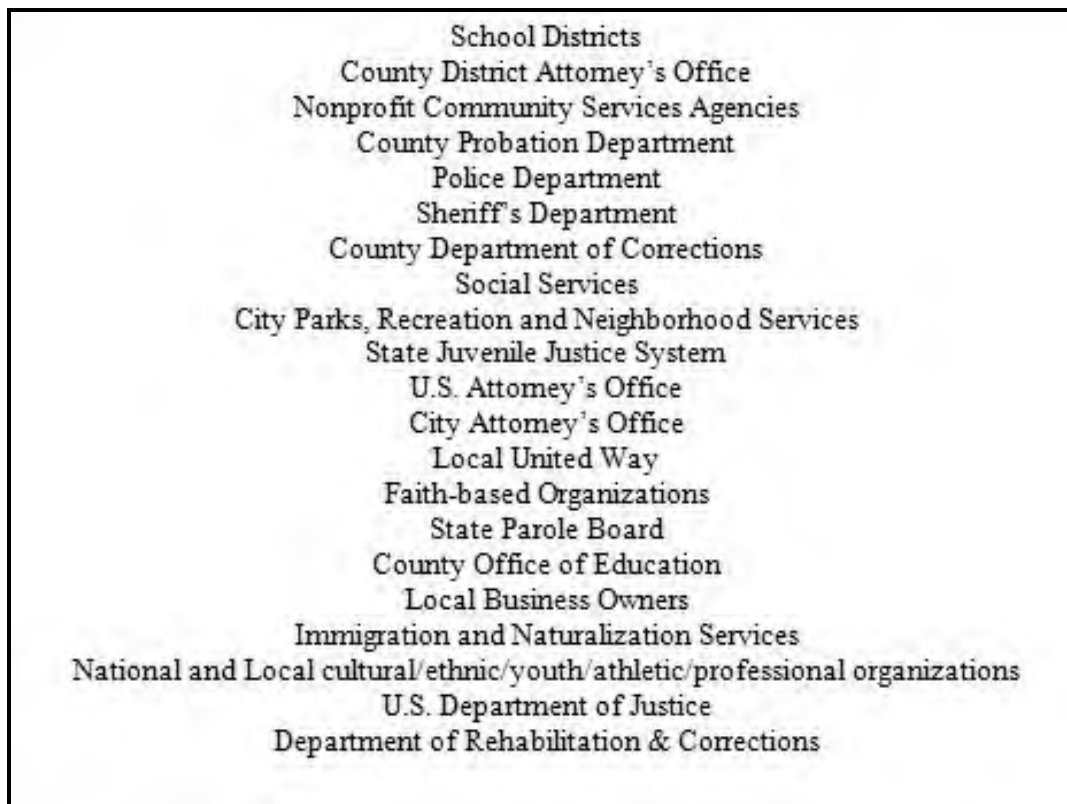 School Districts
County District Attorney's Office
Nonprofit Community Services Agencies
County Probation Department
Police Department
Sheriff's Department
County Department of Corrections
Social Services
City Parks, Recreation and Neighborhood Services
State Juvenile Justice System
U.S. Attorney's Office
City Attorney's Office
Local United Way
Faith-based Organizations
State Parole Board
County Office of Education
Local Business Owners
Immigration and Naturalization Services
National and Local cultural/ethnic/youth/athletic/professional organizations
U.S. Department of Justice
Department of Rehabilitation & Corrections